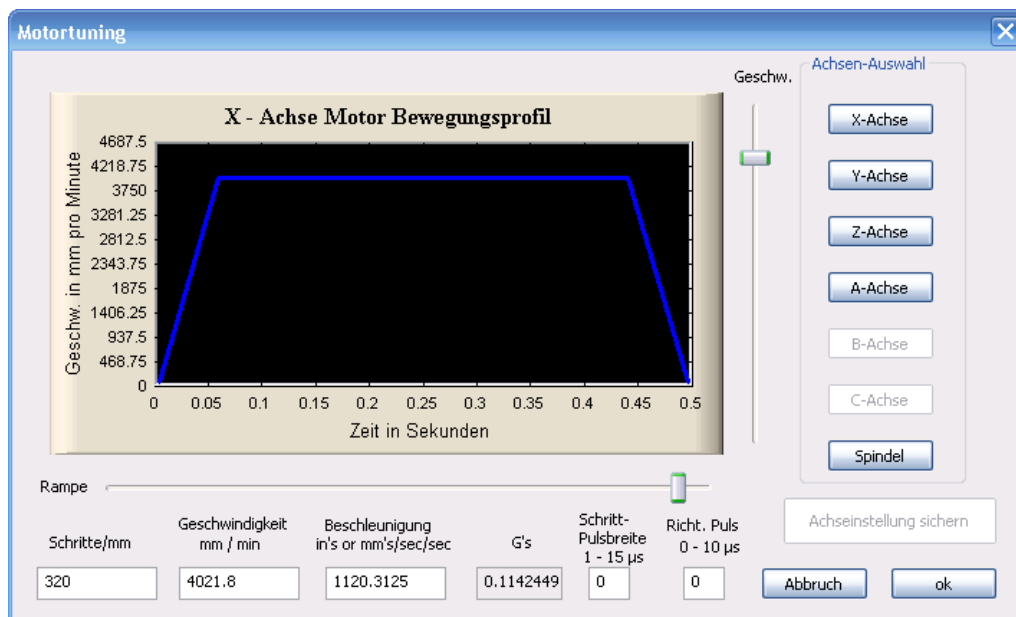 Motortuning
Geschw.
Achsen-Auswahl
X - Achse Motor Bewegungsprofil
Geschw. in mm pro Minute
4687.5
4218.75
3750
3281.25
2812.5
2343.75
1875
1406.25
937.5
468.75
0
0 0.05 0.1 0.15 0.2 0.25 0.3 0.35 0.4 0.45 0.5
Zeit in Sekunden
X-Achse
Y-Achse
Z-Achse
A-Achse
B-Achse
C-Achse
Spindel
Rampe
Schritte/mm
320
Geschwindigkeit
mm / min
4021.8
Beschleunigung
in's or mm's/sec/sec
1120.3125
G's
0.1142449
Schritt-
Pulsbreite
1 - 15 µs
0
Richt. Puls
0 - 10 µs
0
Achseinstellung sichern
Abbruch
ok